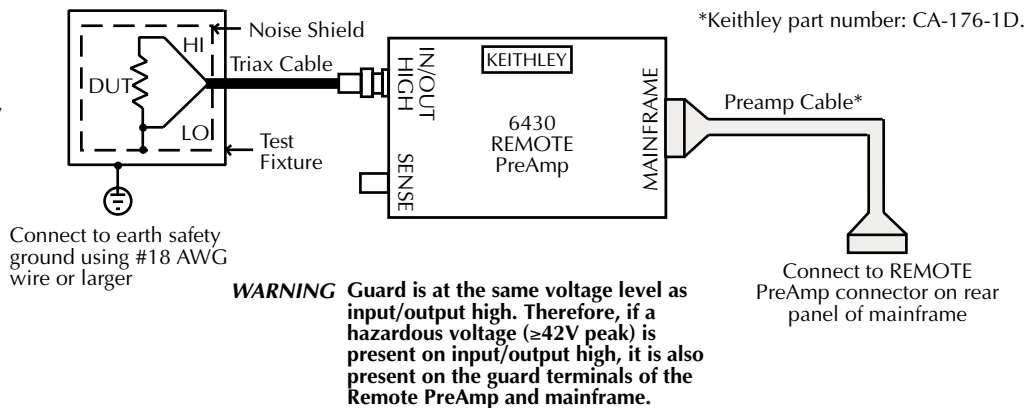 *Keithley part number: CA-176-1D.
Noise Shield
HI
Triax Cable
DUT
LO
Test
Fixture
IN/OUT
HIGH
SENSE
KEITHLEY
6430
REMOTE
PreAmp
MAINFRAME
Preamp Cable*
Connect to earth safety
ground using #18 AWG
wire or larger
Connect to REMOTE
PreAmp connector on rear
panel of mainframe
WARNING Guard is at the same voltage level as
input/output high. Therefore, if a
hazardous voltage (≥42V peak) is
present on input/output high, it is also
present on the guard terminals of the
Remote PreAmp and mainframe.